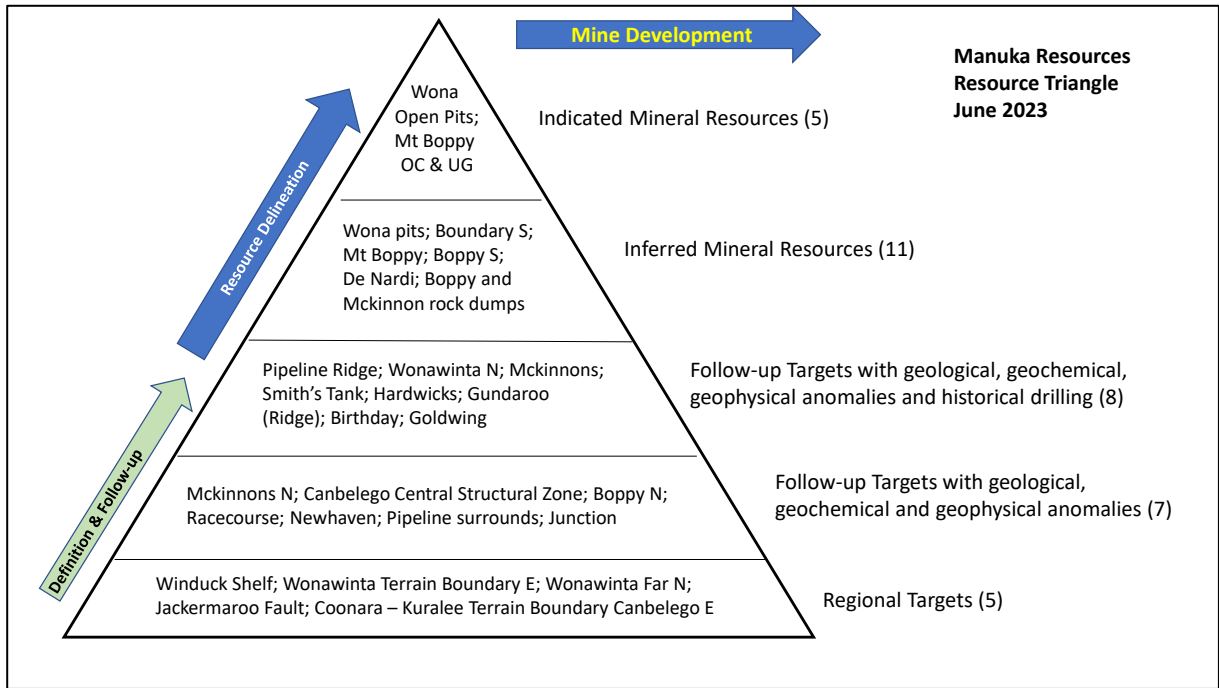 Mine Development
Manuka Resources
Resource Triangle
June 2023
Wona
Open Pits;
Mt Boppy
OC & UG
Indicated Mineral Resources (5)
Resource Delineation
Wona pits; Boundary S;
Mt Boppy; Boppy S;
De Nardi; Boppy and
Mckinnon rock dumps
Inferred Mineral Resources (11)
Pipeline Ridge; Wonawinta N; Mckinnons;
Smith’s Tank; Hardwicks; Gundaroo
(Ridge); Birthday; Goldwing
Follow-up Targets with geological, geochemical,
geophysical anomalies and historical drilling (8)
Definition & Follow-up
Mckinnons N; Canbelego Central Structural Zone; Boppy N;
Racecourse; Newhaven; Pipeline surrounds; Junction
Follow-up Targets with geological,
geochemical and geophysical anomalies (7)
Winduck Shelf; Wonawinta Terrain Boundary E; Wonawinta Far N;
Jackermaroo Fault; Coonara – Kuralee Terrain Boundary Canbelego E
Regional Targets (5)